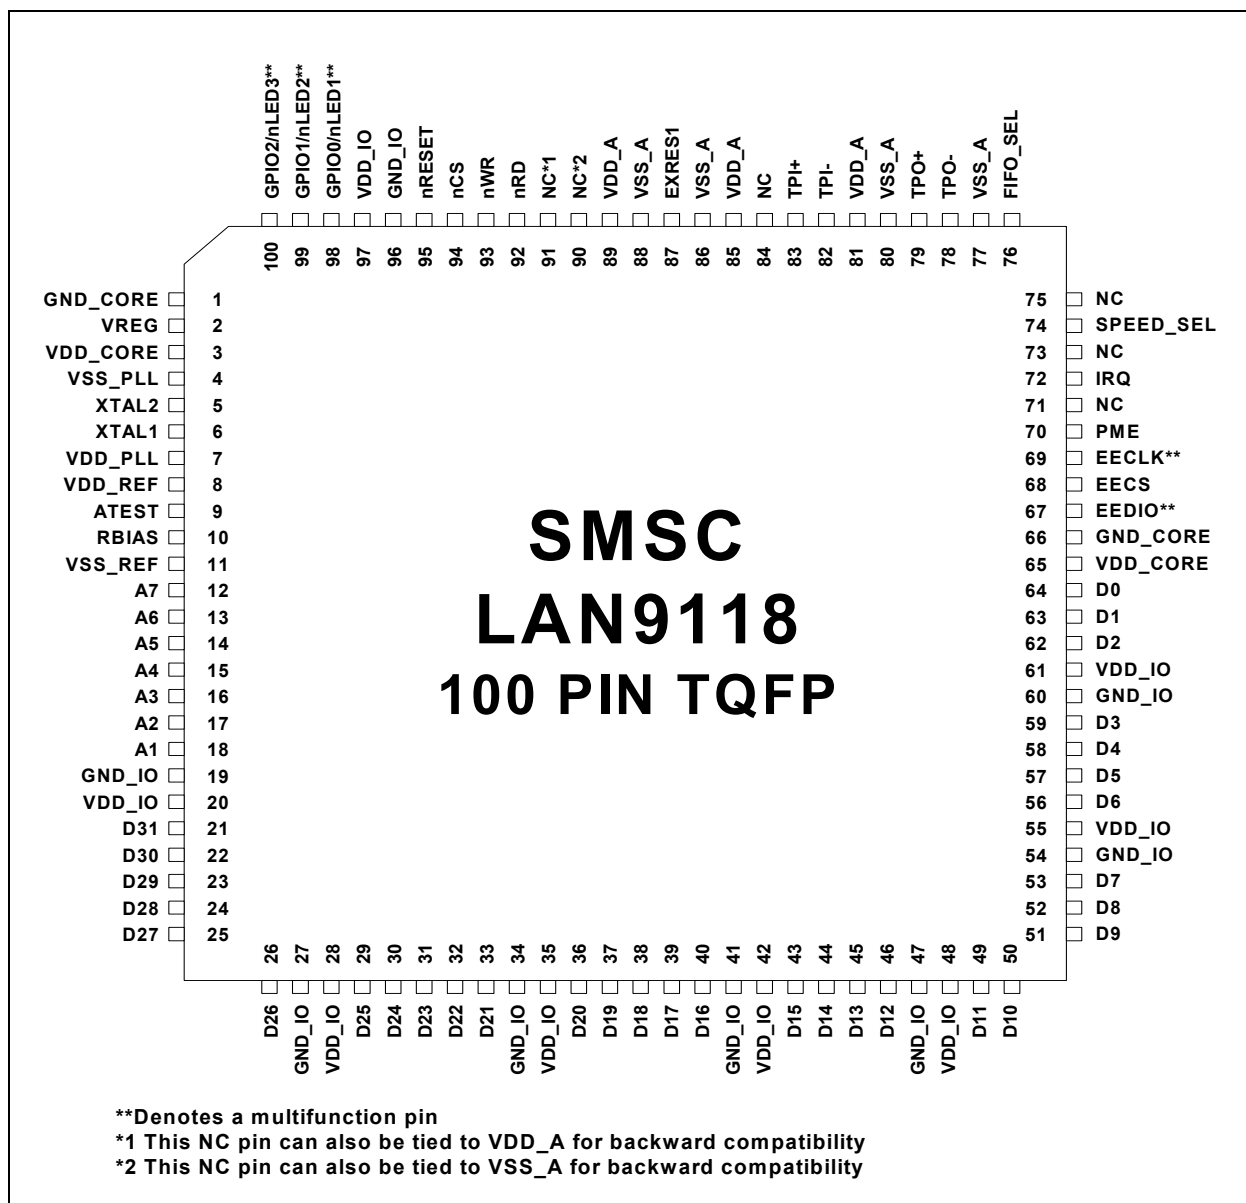 GPIO2/nLED3**
GPIO1/nLED2**
GPIO0/nLED1**
VDD_IO
GND_IO
nRESET
nCS
nWR
nRD
NC*1
NC*2
VDD_A
VSS_A
EXRES1
VSS_A
VDD_A
NC
TPI+
TPI-
VDD_A
VSS_A
TPO+
TPO-
VSS_A
FIFO_SEL
100
99
98
97
96
95
94
93
92
91
90
89
88
87
86
85
84
83
82
81
80
79
78
77
76
GND_CORE 1
VREG 2
VDD_CORE 3
VSS_PLL 4
XTAL2 5
XTAL1 6
VDD_PLL 7
VDD_REF 8
ATEST 9
RBIAS 10
VSS_REF 11
A7 12
A6 13
A5 14
A4 15
A3 16
A2 17
A1 18
GND_IO 19
VDD_IO 20
D31 21
D30 22
D29 23
D28 24
D27 25
SMSC
LAN9118
100 PIN TQFP
75 NC
74 SPEED_SEL
73 NC
72 IRQ
71 NC
70 PME
69 EECLK**
68 EECS
67 EEDIO**
66 GND_CORE
65 VDD_CORE
64 D0
63 D1
62 D2
61 VDD_IO
60 GND_IO
59 D3
58 D4
57 D5
56 D6
55 VDD_IO
54 GND_IO
53 D7
52 D8
51 D9
26
27
28
29
30
31
32
33
34
35
36
37
38
39
40
41
42
43
44
45
46
47
48
49
50
D26
GND_IO
VDD_IO
D25
D24
D23
D22
D21
GND_IO
VDD_IO
D20
D19
D18
D17
D16
GND_IO
VDD_IO
D15
D14
D13
D12
GND_IO
VDD_IO
D11
D10
**Denotes a multifunction pin
*1 This NC pin can also be tied to VDD_A for backward compatibility
*2 This NC pin can also be tied to VSS_A for backward compatibility